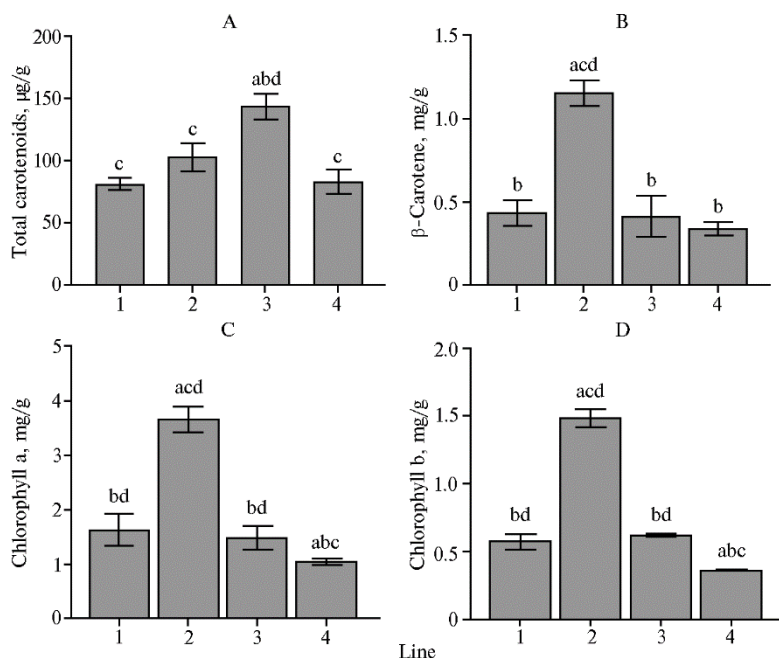 A
Total carotenoids, μg/g
200
150
100
50
0
c
c
abd
c
1 2 3 4
B
β-Carotene, mg/g
1.5
1.0
0.5
0
b
acd
b
b
1 2 3 4
C
Chlorophyll a, mg/g
5
4
3
2
1
0
bd
acd
bd
abc
1 2 3 4
D
Chlorophyll b, mg/g
2.0
1.5
1.0
0.5
0
bd
acd
bd
abc
1 2 3 4
Line